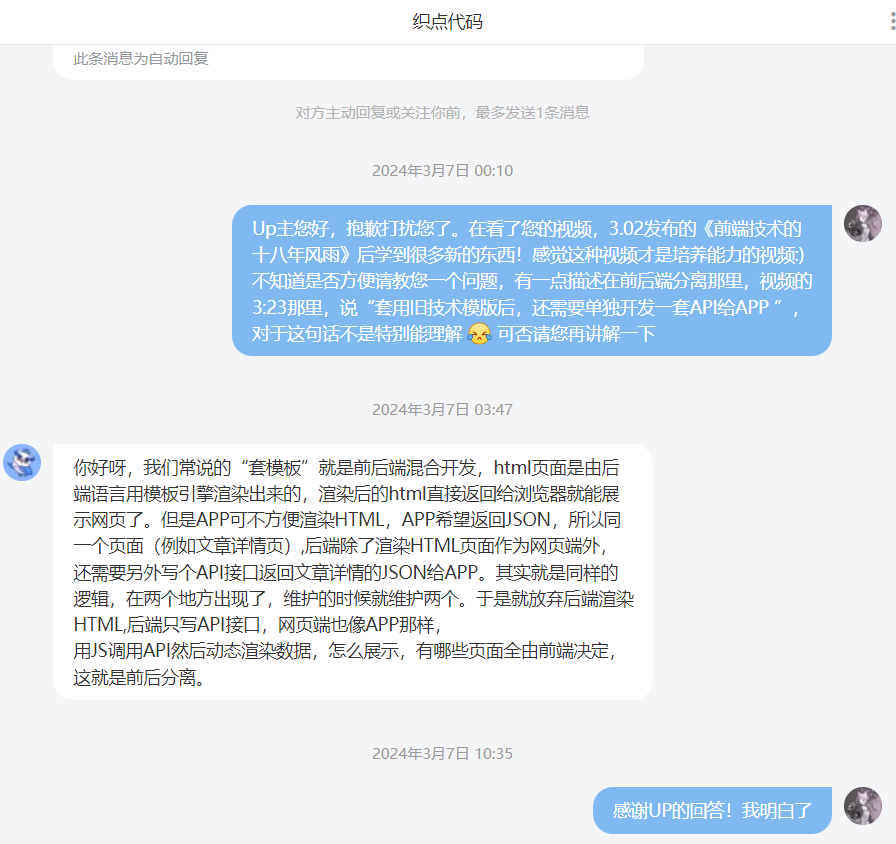 织点代码
此条消息为自动回复
对方主动回复或关注你前，最多发送1条消息
2024年3月7日 00:10
Up主您好，抱歉打扰您了。在看了您的视频，3.02发布的《前端技术的
十八年风雨》后学到很多新的东西！感觉这种视频才是培养能力的视频:)
不知道是否方便请教您一个问题，有一点描述在前后端分离那里，视频的
3:23那里，说“套用旧技术模版后，还需要单独开发一套API给APP ”，
对于这句话不是特别能理解 😭 可否请您再讲解一下
2024年3月7日 03:47
你好呀，我们常说的“套模板”就是前后端混合开发，html页面是由后
端语言用模板引擎渲染出来的，渲染后的html直接返回给浏览器就能展
示网页了。但是APP可不方便渲染HTML，APP希望返回JSON，所以同
一个页面（例如文章详情页）,后端除了渲染HTML页面作为网页端外，
还需要另外写个API接口返回文章详情的JSON给APP。其实就是同样的
逻辑，在两个地方出现了，维护的时候就维护两个。于是就放弃后端渲染
HTML,后端只写API接口，网页端也像APP那样，
用JS调用API然后动态渲染数据，怎么展示，有哪些页面全由前端决定，
这就是前后分离。
2024年3月7日 10:35
感谢UP的回答！我明白了